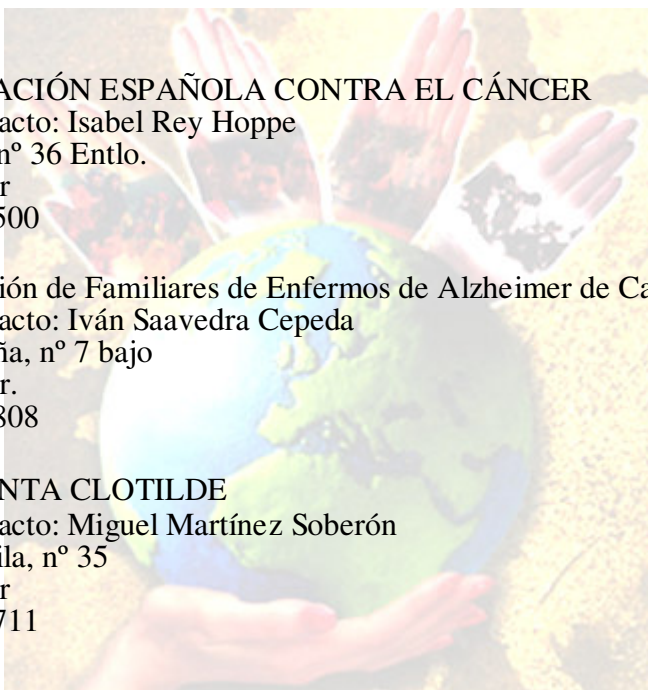 ACIÓN ESPAÑOLA CONTRA EL CÁNCER
acto: Isabel Rey Hoppe
nº 36 Entlo.
r
500
ión de Familiares de Enfermos de Alzheimer de Ca
acto: Iván Saavedra Cepeda
ña, nº 7 bajo
r.
808
NTA CLOTILDE
acto: Miguel Martínez Soberón
ila, nº 35
r
711